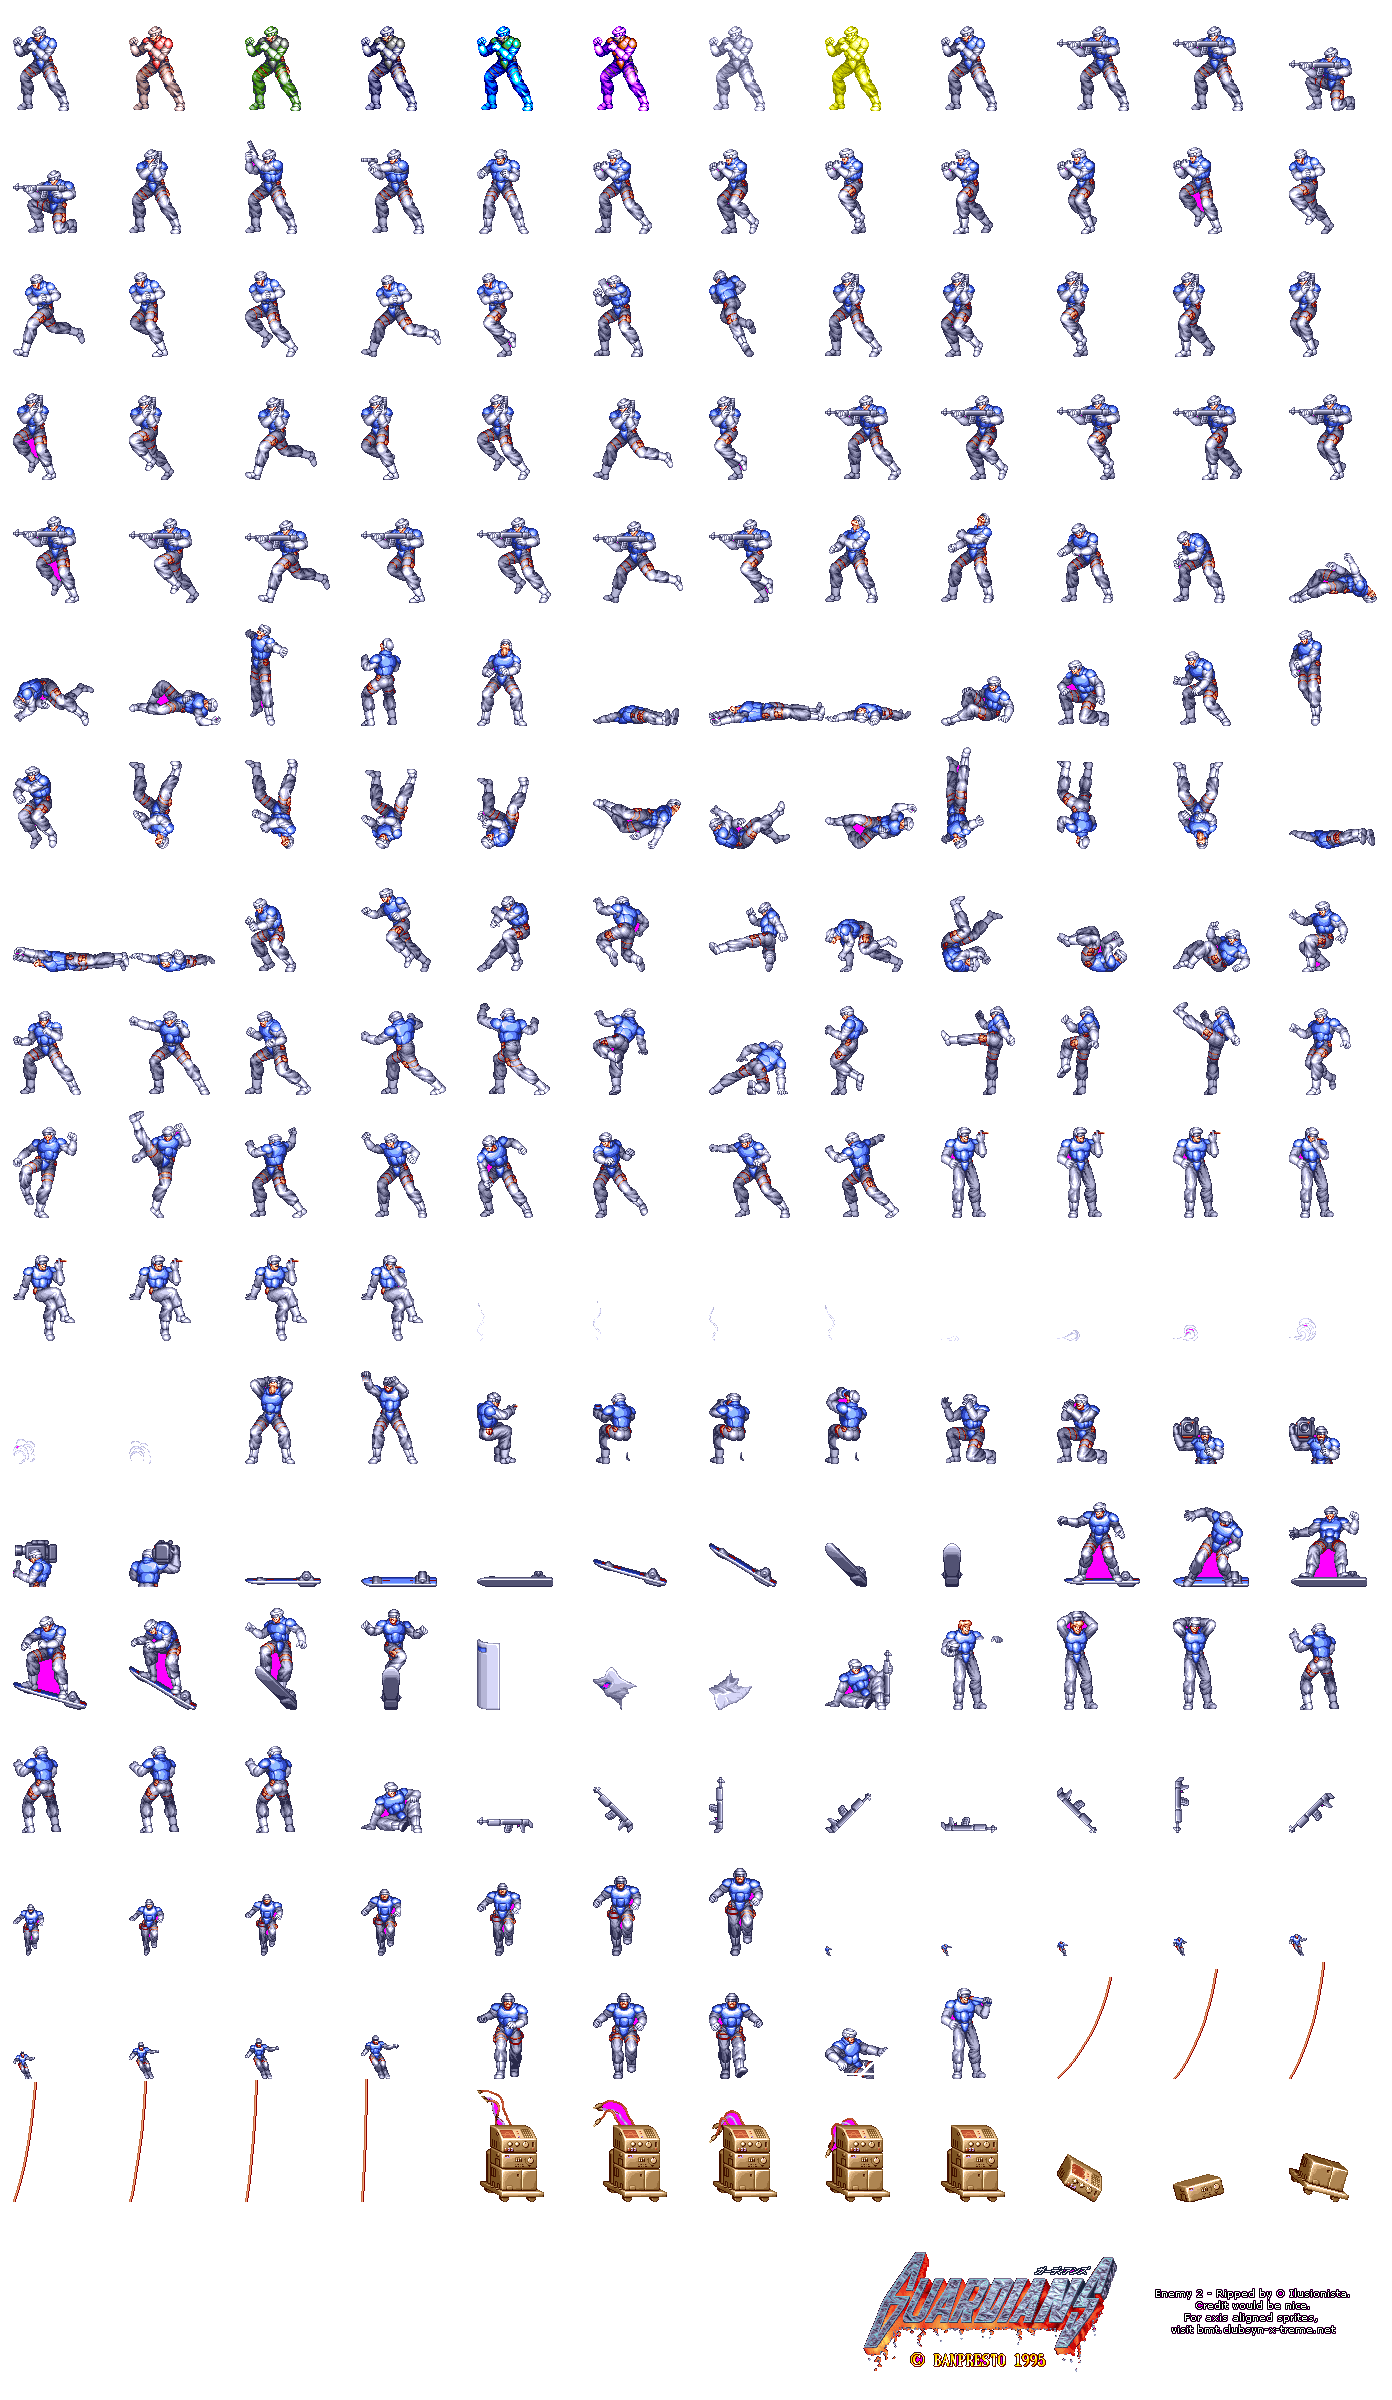 ガーディアンズ
GUARDIANS
© BANPRESTO 1995
Enemy 2 - Ripped by O Ilusionista.
Credit would be nice.
For axis aligned sprites,
visit bmt.clubsyn-x-treme.net